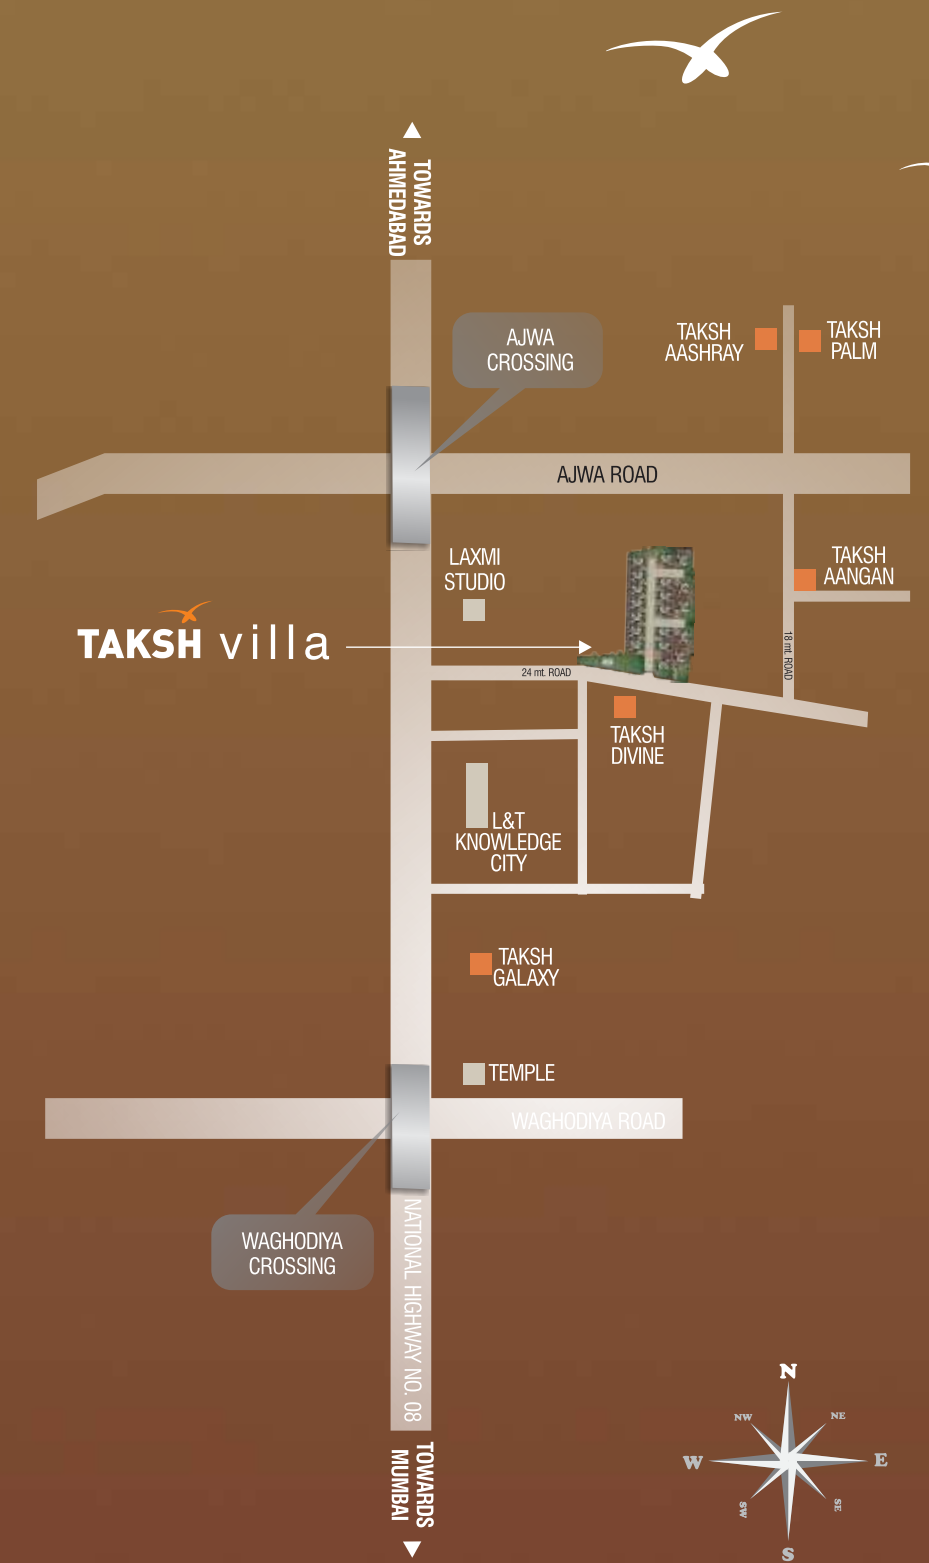 TOWARDS
AHMEDABAD
AJWA
CROSSING
TAKSH
AASHRAY
TAKSH
PALM
AJWA ROAD
LAXMI
STUDIO
TAKSH
AANGAN
TAKSH villa
18 mt. ROAD
24 mt. ROAD
TAKSH
DIVINE
L&T
KNOWLEDGE
CITY
TAKSH
GALAXY
TEMPLE
WAGHODIYA ROAD
WAGHODIYA
CROSSING
NATIONAL HIGHWAY NO. 08
TOWARDS
MUMBAI
N
NW
NE
W
E
SW
SE
S